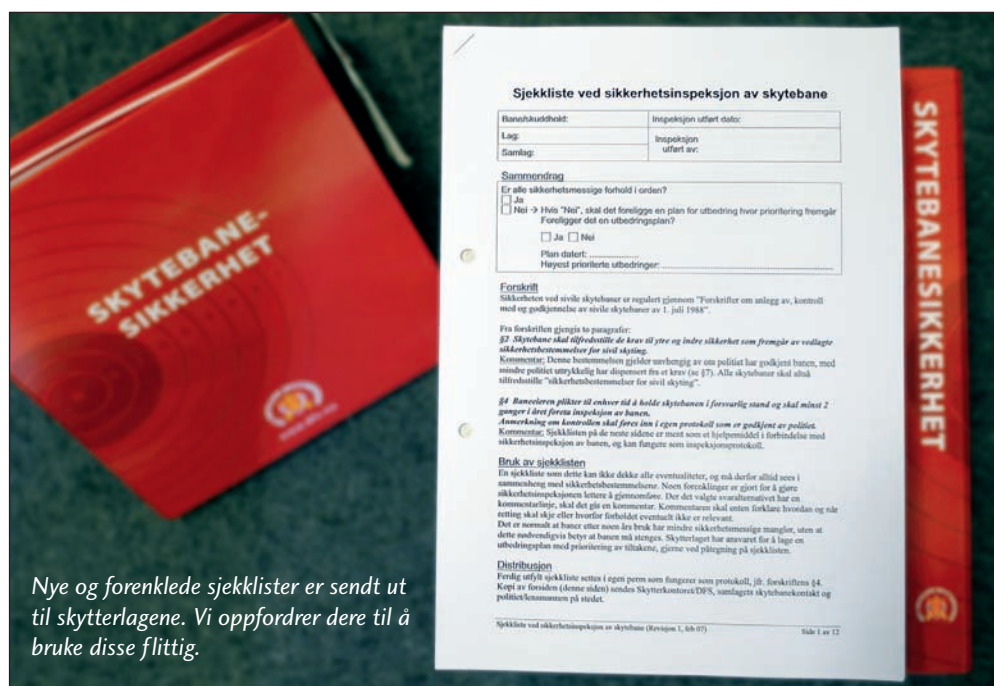 SKYTEBANE-
SIKKERHET
www.dfs.no
Sjekkliste ved sikkerhetsinspeksjon av skytebane
Bane/skuddhold:
Inspeksjon utført dato:
Lag:
Inspeksjon
utført av:
Samlag:
Sammendrag
Er alle sikkerhetsmessige forhold i orden?
Ja
Nei → Hvis "Nei", skal det foreligge en plan for utbedring hvor prioritering fremgår
Foreligger det en utbedringsplan?
Ja Nei
Plan datert: ..................
Høyest prioriterte utbedringer: ..................................................
Forskrift
Sikkerheten ved sivile skytebaner er regulert gjennom "Forskrifter om anlegg av, kontroll
med og godkjennelse av sivile skytebaner av 1. juli 1988".
Fra forskriften gjengis to paragrafer:
§3 Skytebane skal tilfredsstille de krav til ytre og indre sikkerhet som fremgår av vedlagte
sikkerhetsbestemmelser for sivil skyting.
Kommentar: Denne bestemmelsen gjelder uavhengig av om politiet har godkjent banen, med
mindre politiet uttrykkelig har dispensert fra et krav (se §7). Alle skytebaner skal altså
tilfredsstille "sikkerhetsbestemmelser for sivil skyting".
§4 Baneeieren plikter til enhver tid å holde skytebanen i forsvarlig stand og skal minst 2
ganger i året foreta inspeksjon av banen.
Anmerkning om kontrollen skal føres inn i egen protokoll som er godkjent av politiet.
Kommentar: Sjekklisten på de neste sidene er ment som et hjelpemiddel i forbindelse med
sikkerhetsinspeksjon av banen, og kan fungere som inspeksjonsprotokoll.
Bruk av sjekklisten
En sjekkliste som dette kan ikke dekke alle eventualiteter, og må derfor alltid sees i
sammenheng med sikkerhetsbestemmelsene. Noen forenklinger er gjort for å gjøre
sikkerhetsinspeksjonen lettere å gjennomføre. Der det valgte svaralternativet har en
kommentarlinje, skal det gis en kommentar. Kommentaren skal enten forklare hvordan og når
retting skal skje eller hvorfor forholdet eventuelt ikke er relevant.
Det er normalt at baner etter noen års bruk har mindre sikkerhetsmessige mangler, uten at
dette nødvendigvis betyr at banen må stenges. Skytterlaget har ansvaret for å lage en
utbedringsplan med prioritering av tiltakene, gjerne ved påtegning på sjekklisten.
Distribusjon
Ferdig utfylt sjekkliste settes i egen perm som fungerer som protokoll, jfr. forskriftens §4.
Kopi av forsiden (denne siden) sendes Skytterkontoret/DFS, samlagets skytebanekontakt og
politiet/lensmannen på stedet.
Sjekkliste ved sikkerhetsinspeksjon av skytebane (Revisjon 1, feb 07)
Side 1 av 12
SKYTEBANESIKKERHET
Nye og forenklede sjekklister er sendt ut
til skytterlagene. Vi oppfordrer dere til å
bruke disse flittig.